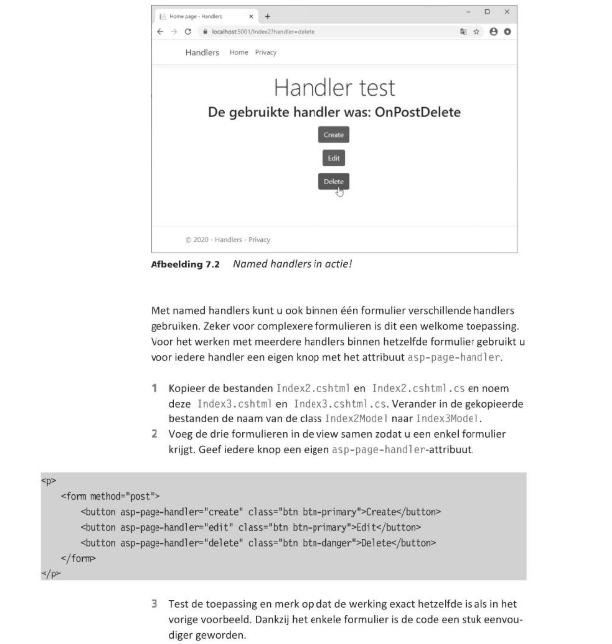 Home page - Handlers
localhost:5001/Index2?handler=delete
Handlers Home Privacy
Handler test
De gebruikte handler was: OnPostDelete
Create
Edit
Delete
© 2020 - Handlers - Privacy
Afbeelding 7.2 Named handlers in actie!
Met named handlers kunt u ook binnen één formulier verschillende handlers
gebruiken. Zeker voor complexere formulieren is dit een welkome toepassing.
Voor het werken met meerdere handlers binnen hetzelfde formulier gebruikt u
voor iedere handler een eigen knop met het attribuut asp-page-handler.
1 Kopieer de bestanden Index2.cshtml en Index2.cshtml.cs en noem
deze Index3.cshtml en Index3.cshtml.cs. Verander in de gekopieerde
bestanden de naam van de class Index2Model naar Index3Model.
2 Voeg de drie formulieren in de view samen zodat u een enkel formulier
krijgt. Geef iedere knop een eigen asp-page-handler-attribuut.
<p>
<form method="post">
<button asp-page-handler="create" class="btn btn-primary">Create</button>
<button asp-page-handler="edit" class="btn btn-primary">Edit</button>
<button asp-page-handler="delete" class="btn btn-danger">Delete</button>
</form>
</p>
3 Test de toepassing en merk op dat de werking exact hetzelfde is als in het
vorige voorbeeld. Dankzij het enkele formulier is de code een stuk eenvou-
diger geworden.